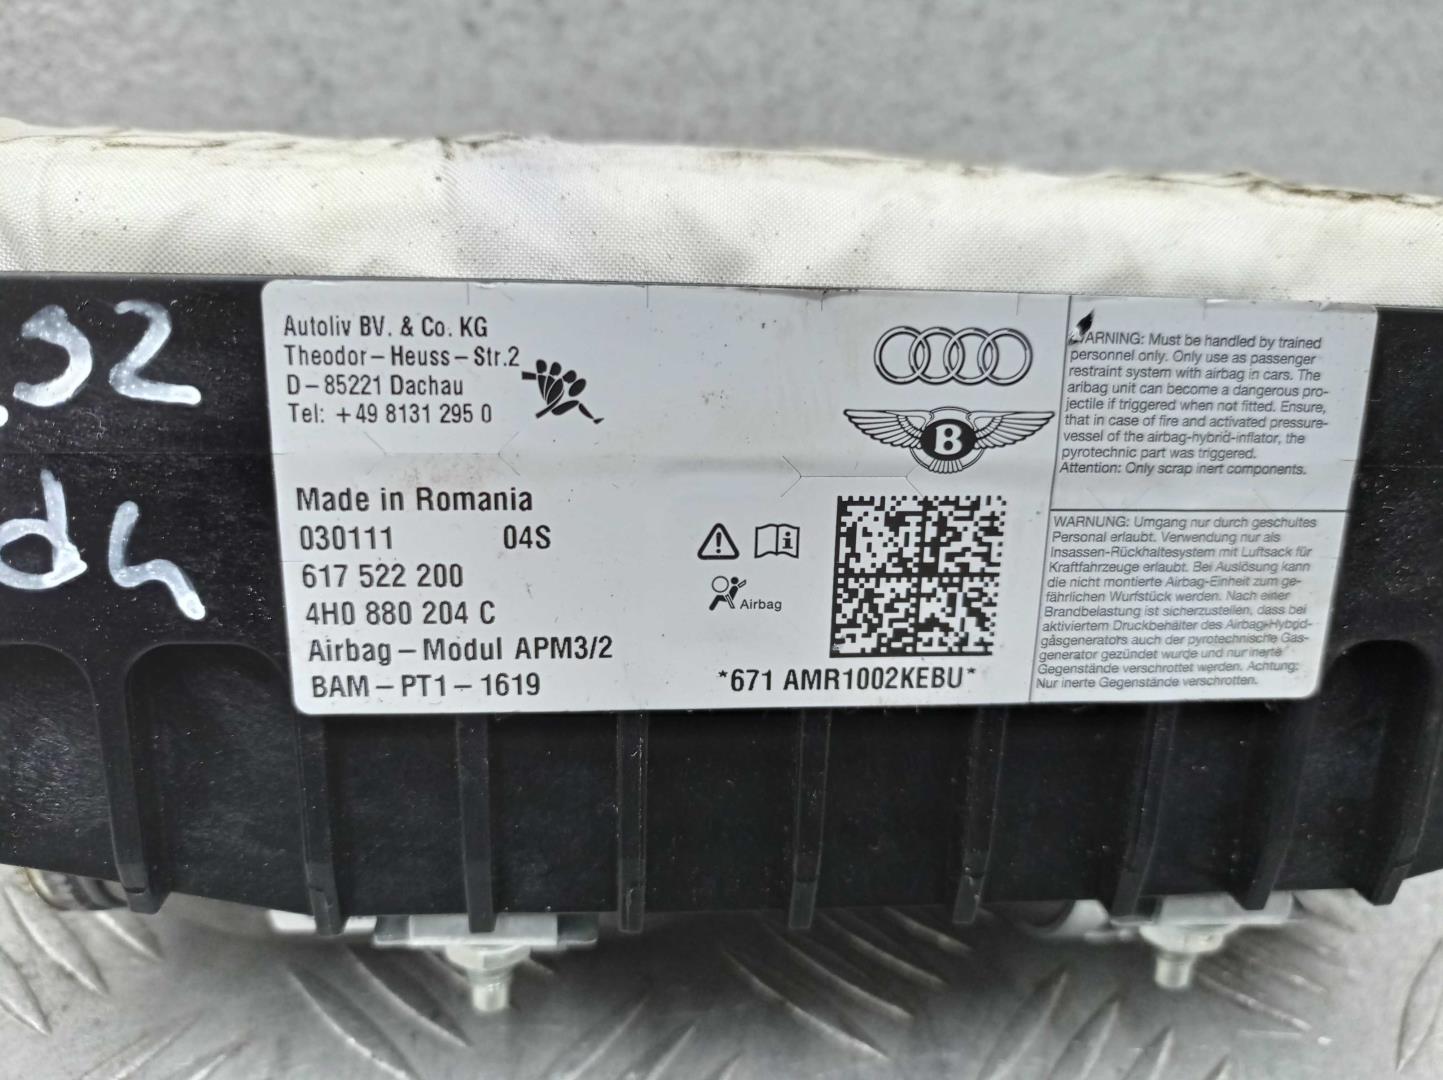 .92
d4
Autoliv BV. & Co. KG
Theodor-Heuss-Str.2
D-85221 Dachau
Tel: +49 8131 295 0
Made in Romania
030111 04S
617 522 200
4H0 880 204 C
Airbag-Modul APM3/2
BAM-PT1-1619
B
Airbag
*671 AMR1002KEBU*
WARNING: Must be handled by trained
personnel only. Only use as passenger
restraint system with airbag in cars. The
aribag unit can become a dangerous pro-
jectile if triggered when not fitted. Ensure,
that in case of fire and activated pressure-
vessel of the airbag-hybrid-inflator, the
pyrotechnic part was triggered.
Attention: Only scrap inert components.
WARNUNG: Umgang nur durch geschultes
Personal erlaubt. Verwendung nur als
Insassen-Rückhaltesystem mit Luftsack für
Kraftfahrzeuge erlaubt. Bei Auslösung kann
die nicht montierte Airbag-Einheit zum ge-
fährlichen Wurfstück werden. Nach einer
Brandbelastung ist sicherzustellen, dass bei
aktiviertem Druckbehälter des Airbag-Hybrid-
gasgenerators auch der pyrotechnische Gas-
generator gezündet wurde und nur inerte
Gegenstände verschrottet werden. Achtung:
Nur inerte Gegenstände verschrotten.